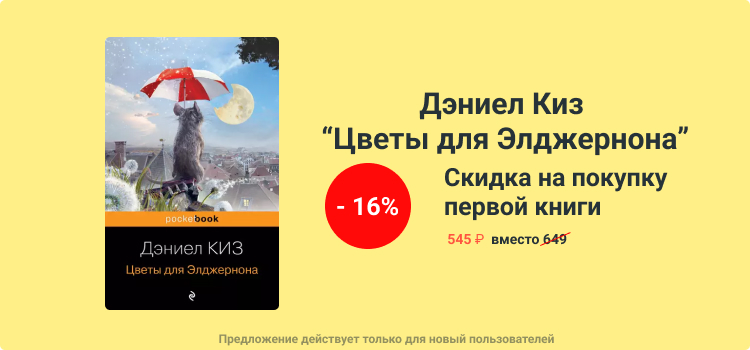 pocketbook
Дэниел КИЗ
Цветы для Элджернона
Дэниел Киз
“Цветы для Элджернона”
- 16%
Скидка на покупку
первой книги
545 ₽ вместо 649
Предложение действует только для новый пользователей